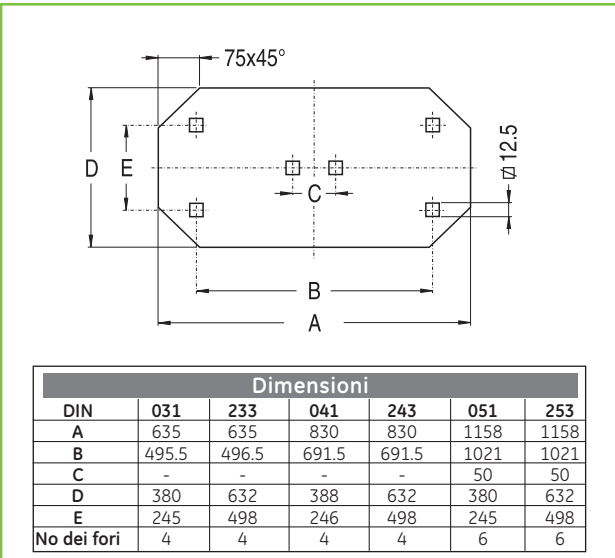 75x45°
D
E
C
⌀ 12.5
B
A
Dimensioni
DIN 031 233 041 243 051 253
A 635 635 830 830 1158 1158
B 495.5 496.5 691.5 691.5 1021 1021
C - - - - 50 50
D 380 632 388 632 380 632
E 245 498 246 498 245 498
No dei fori 4 4 4 4 6 6